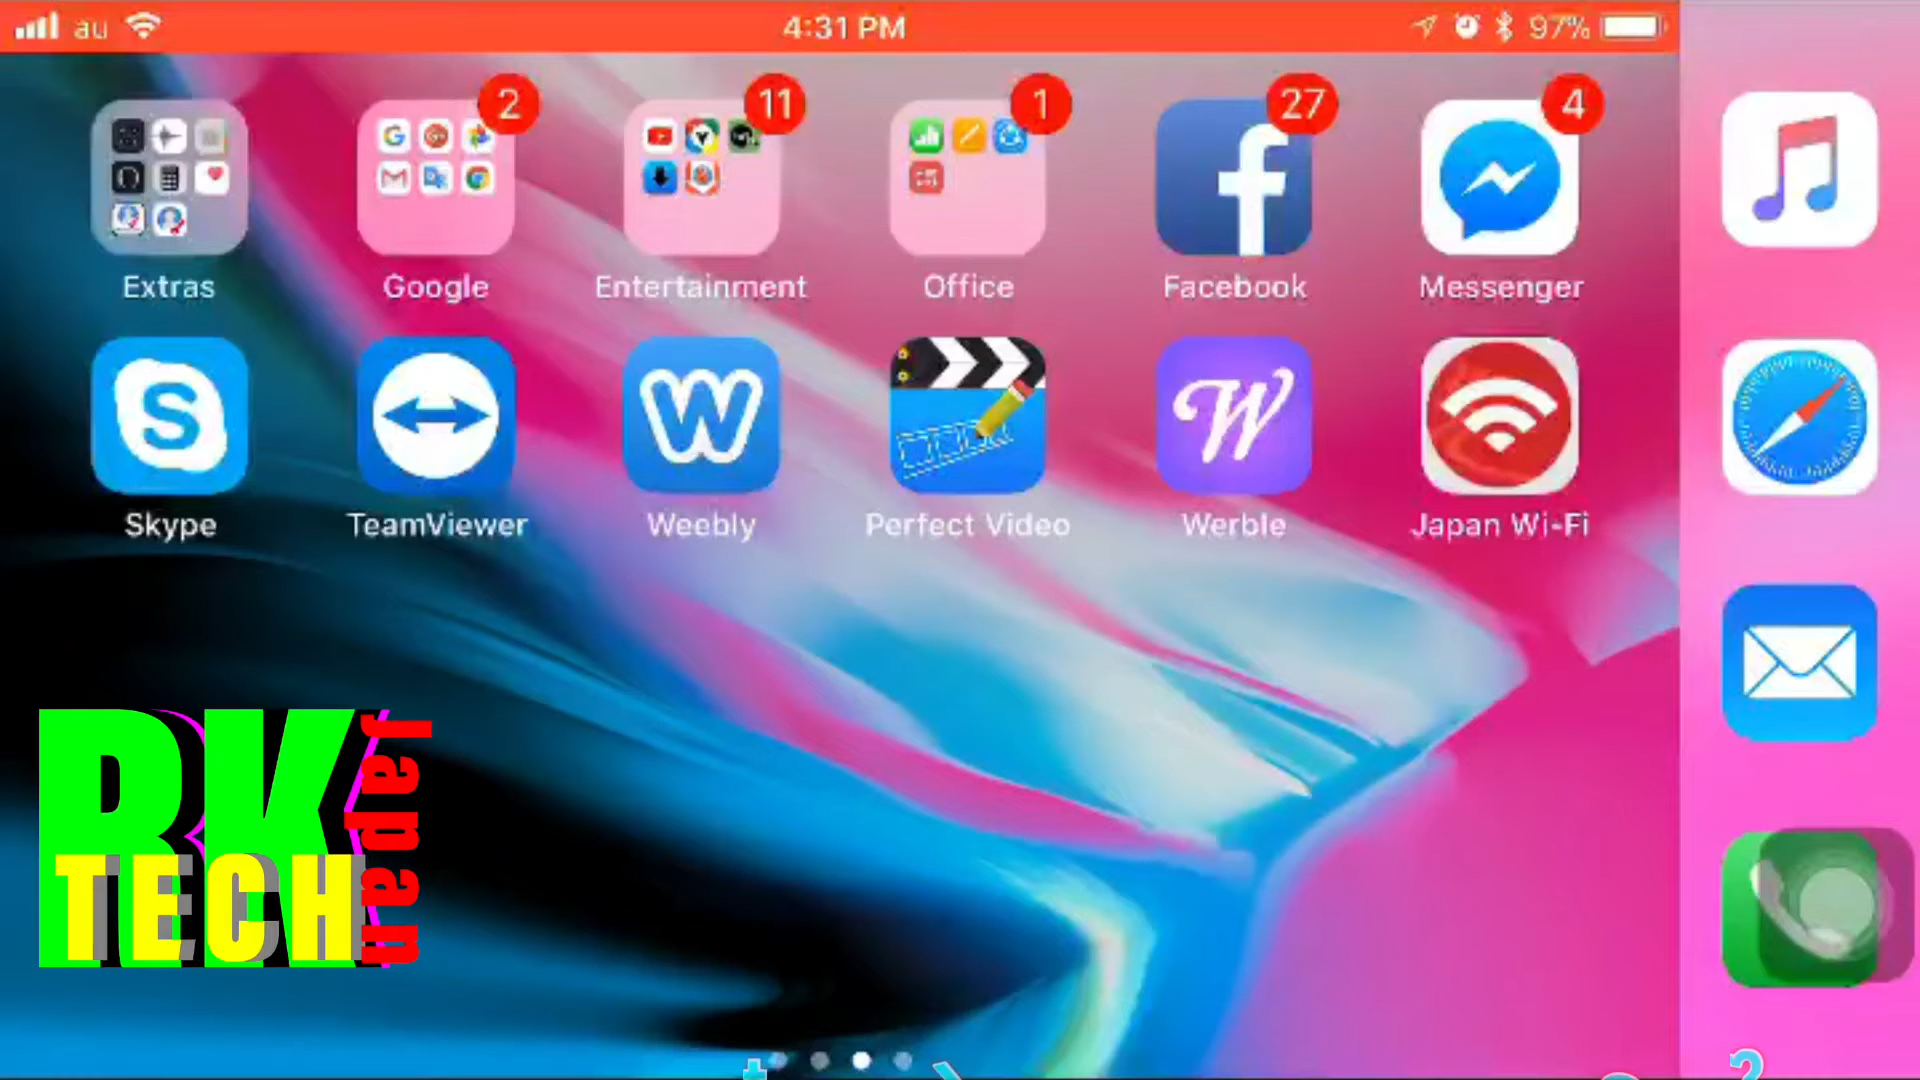 au 4:31 PM 97%
2 11 1 27 4
Extras Google Entertainment Office Facebook Messenger
Skype TeamViewer Weebly Perfect Video Werble Japan Wi-Fi
RK
TECH
Japan